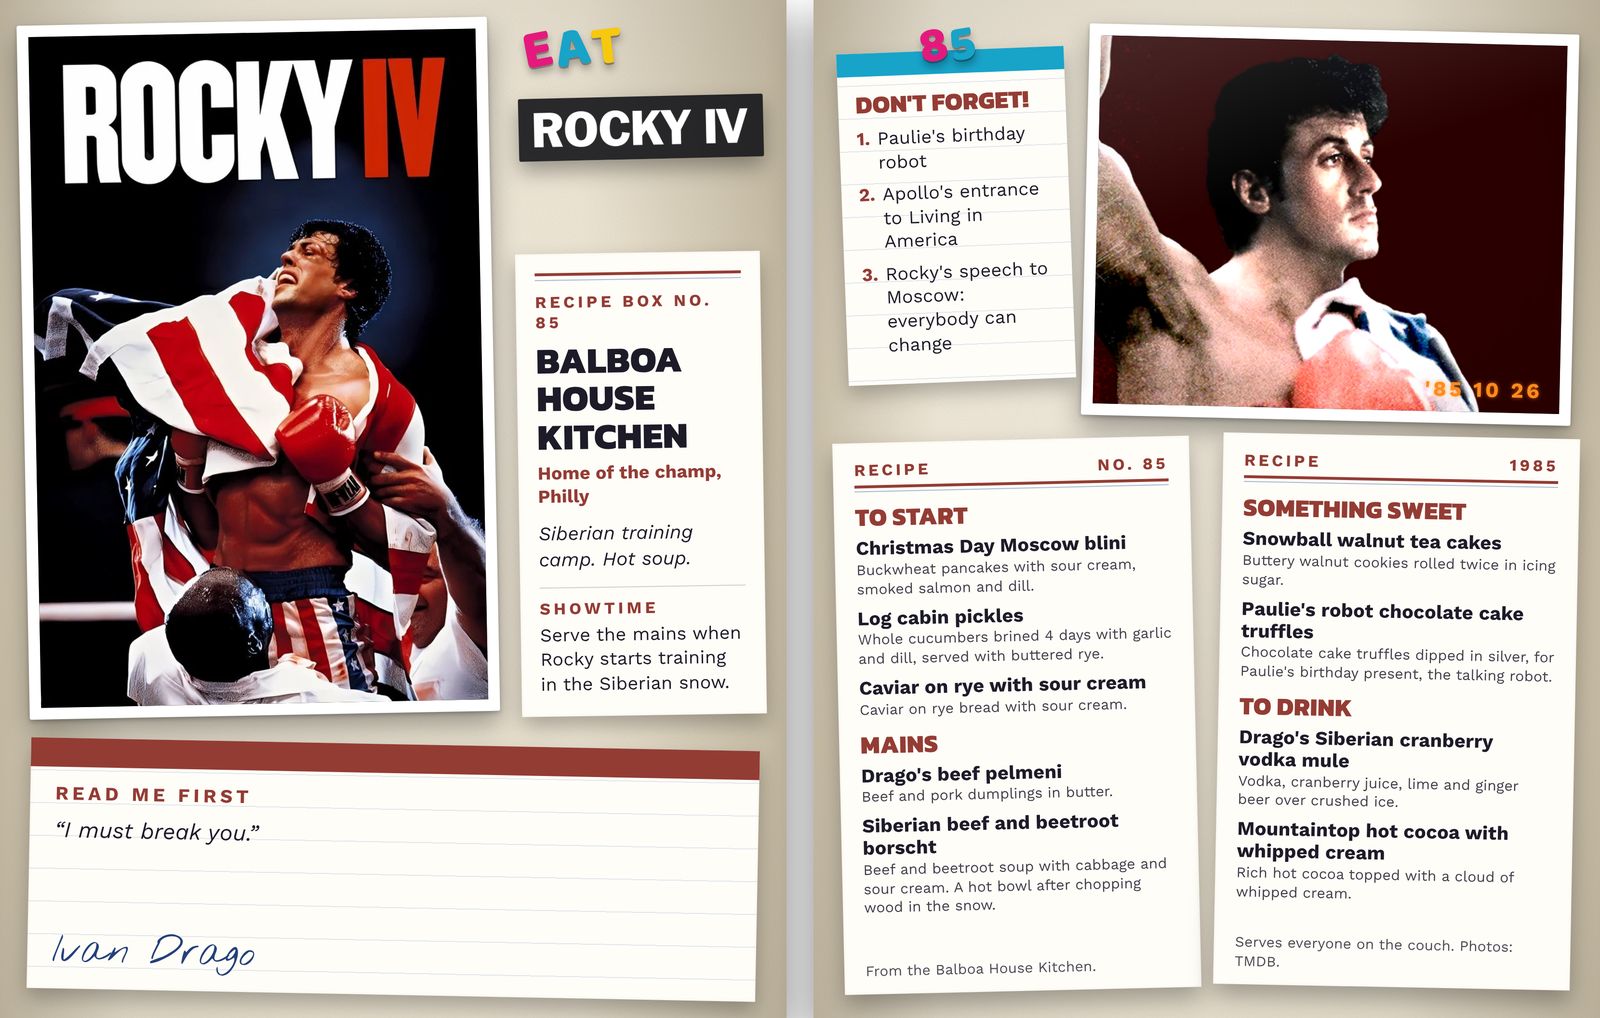 ROCKY IV
EAT
ROCKY IV
RECIPE BOX NO.
85
BALBOA
HOUSE
KITCHEN
Home of the champ,
Philly
Siberian training
camp. Hot soup.
SHOWTIME
Serve the mains when
Rocky starts training
in the Siberian snow.
READ ME FIRST
“I must break you.”
Ivan Drago
85
DON'T FORGET!
1. Paulie's birthday
robot
2. Apollo's entrance
to Living in
America
3. Rocky's speech to
Moscow:
everybody can
change
'85 10 26
RECIPE NO. 85
TO START
Christmas Day Moscow blini
Buckwheat pancakes with sour cream,
smoked salmon and dill.
Log cabin pickles
Whole cucumbers brined 4 days with garlic
and dill, served with buttered rye.
Caviar on rye with sour cream
Caviar on rye bread with sour cream.
MAINS
Drago's beef pelmeni
Beef and pork dumplings in butter.
Siberian beef and beetroot
borscht
Beef and beetroot soup with cabbage and
sour cream. A hot bowl after chopping
wood in the snow.
From the Balboa House Kitchen.
RECIPE 1985
SOMETHING SWEET
Snowball walnut tea cakes
Buttery walnut cookies rolled twice in icing
sugar.
Paulie's robot chocolate cake
truffles
Chocolate cake truffles dipped in silver, for
Paulie's birthday present, the talking robot.
TO DRINK
Drago's Siberian cranberry
vodka mule
Vodka, cranberry juice, lime and ginger
beer over crushed ice.
Mountaintop hot cocoa with
whipped cream
Rich hot cocoa topped with a cloud of
whipped cream.
Serves everyone on the couch. Photos:
TMDB.